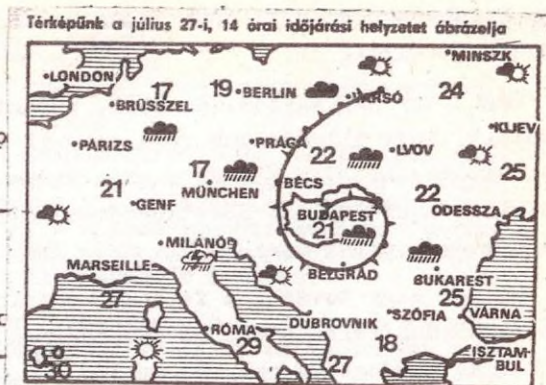 Térképünk a július 27-i, 14 órai időjárási helyzetet ábrázolja
MINSZK
LONDON
17
19 BERLIN
24
BRÜSSZEL
VARSÓ
KIJEV
PÁRIZS
PRÁGA
22
LVOV
17
25
21
MÜNCHEN
BÉCS
22
GENF
BUDAPEST
ODESSZA
21
MILÁNÓ
MARSEILLE
BELGRÁD
BUKAREST
27
25
DUBROVNIK
SZÓFIA
VÁRNA
RÓMA
29
18
ISZTAM-
BUL
27
30